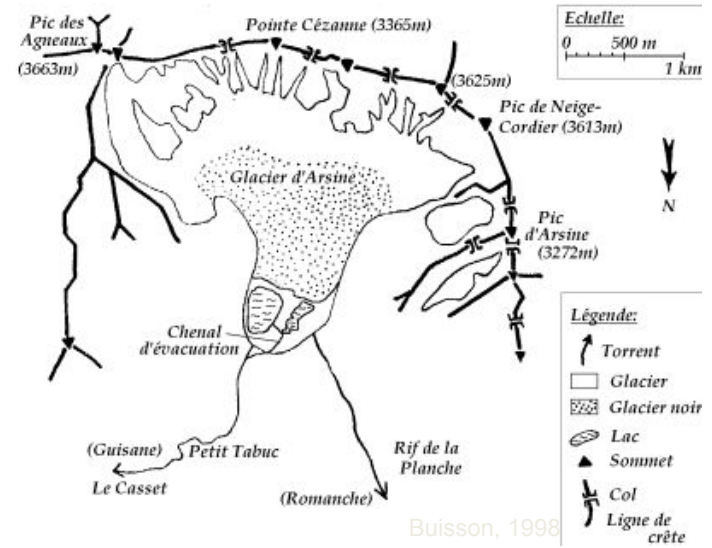 Pic des
Agneaux
(3663m)
Pointe Cézanne (3365m)
(3625m)
Pic de Neige-
Cordier (3613m)
Echelle:
0 500 m
1 km
N
Glacier d'Arsine
Pic
d'Arsine
(3272m)
Chenal
d'évacuation
(Guisane)
Petit Tabuc
Le Casset
Rif de la
Planche
(Romanche)
Légende:
Torrent
Glacier
Glacier noir
Lac
Sommet
Col
Ligne de
crête
Buisson, 1998